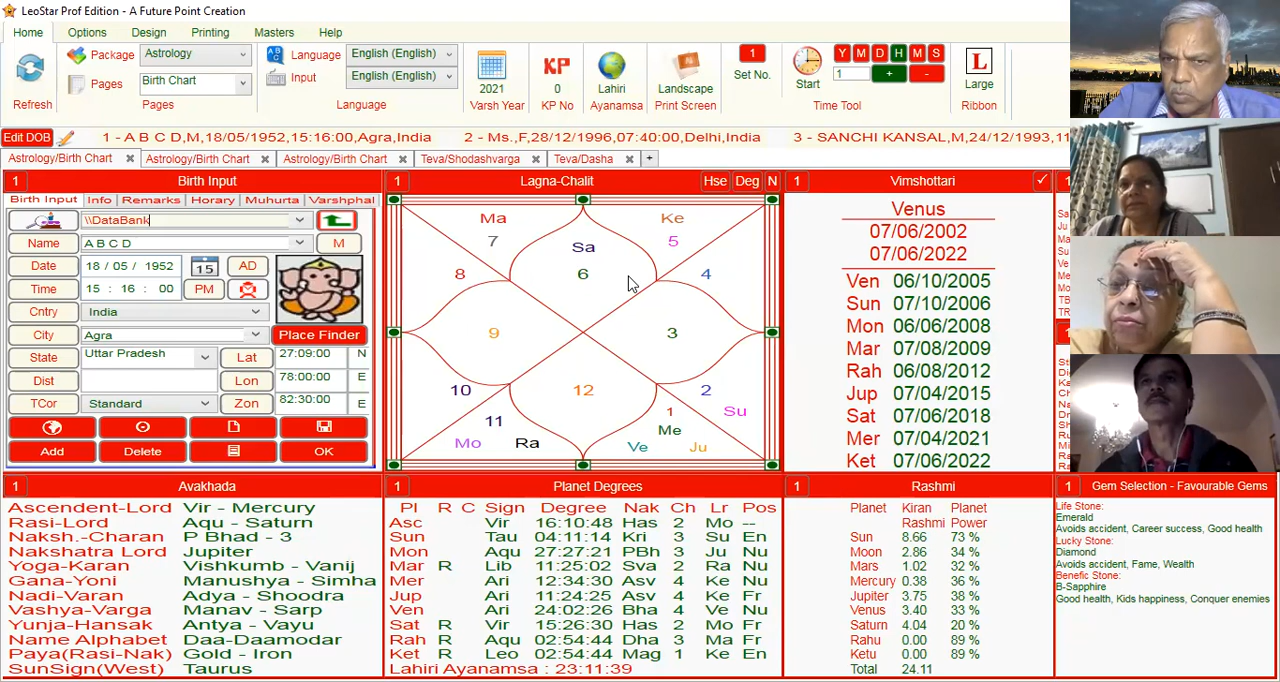 LeoStar Prof Edition - A Future Point Creation
Home Options Design Printing Masters Help
Package Astrology Language English (English)
Pages Birth Chart Input English (English)
Refresh Pages Language
2021 Varsh Year
KP 0 KP No
Lahiri Ayanamsa
Landscape Print Screen
1 Set No.
Start Y M D H M S
1 + -
Time Tool
L Large Ribbon
Edit DOB 1 - A B C D,M,18/05/1952,15:16:00,Agra,India 2 - Ms.,F,28/12/1996,07:40:00,Delhi,India 3 - SANCHI KANSAL,M,24/12/1993,11
Astrology/Birth Chart Astrology/Birth Chart Astrology/Birth Chart Teva/Shodashvarga Teva/Dasha +
1 Birth Input
Birth Input Info Remarks Horary Muhurta Varshphal
\\DataBank
Name A B C D M
Date 18 / 05 / 1952 15 AD
Time 15 : 16 : 00 PM
Cntry India
City Agra Place Finder
State Uttar Pradesh Lat 27:09:00 N
Dist Lon 78:00:00 E
TCor Standard Zon 82:30:00 E
Add Delete OK
1 Lagna-Chalit Hse Deg N
Ma Ke
7 Sa 5
8 6 4
9 3
10 12 2
11 1 Su
Mo Ra Me
Ve Ju
1 Vimshottari
Venus
07/06/2002
07/06/2022
Ven 06/10/2005
Sun 07/10/2006
Mon 06/06/2008
Mar 07/08/2009
Rah 06/08/2012
Jup 07/04/2015
Sat 07/06/2018
Mer 07/04/2021
Ket 07/06/2022
1
Sa
Ju
Ma
Ve
Me
TB
TR
1 Avakhada
Ascendent-Lord Vir - Mercury
Rasi-Lord Aqu - Saturn
Naksh.-Charan P Bhad - 3
Nakshatra Lord Jupiter
Yoga-Karan Vishkumb - Vanij
Gana-Yoni Manushya - Simha
Nadi-Varan Adya - Shoodra
Vashya-Varga Manav - Sarp
Yunja-Hansak Antya - Vayu
Name Alphabet Daa-Daamodar
Paya(Rasi-Nak) Gold - Iron
SunSign(West) Taurus
1 Planet Degrees
Pl R C Sign Degree Nak Ch Lr Pos
Asc Vir 16:10:48 Has 2 Mo --
Sun Tau 04:11:14 Kri 3 Su En
Mon Aqu 27:27:21 PBh 3 Ju Nu
Mar R Lib 11:25:02 Sva 2 Ra Nu
Mer Ari 12:34:30 Asv 4 Ke Nu
Jup Ari 11:24:25 Asv 4 Ke Fr
Ven Ari 24:02:26 Bha 4 Ve Nu
Sat R Vir 15:26:30 Has 2 Mo Fr
Rah R Aqu 02:54:44 Dha 3 Ma Fr
Ket R Leo 02:54:44 Mag 1 Ke En
Lahiri Ayanamsa : 23:11:39
1 Rashmi
Planet Kiran Planet
Rashmi Power
Sun 8.66 73 %
Moon 2.86 34 %
Mars 1.02 32 %
Mercury 0.38 36 %
Jupiter 3.75 38 %
Venus 3.40 33 %
Saturn 4.04 20 %
Rahu 0.00 89 %
Ketu 0.00 89 %
Total 24.11
1 Gem Selection - Favourable Gems
Life Stone:
Emerald
Avoids accident, Career success, Good health
Lucky Stone:
Diamond
Avoids accident, Fame, Wealth
Benefic Stone:
B-Sapphire
Good health, Kids happiness, Conquer enemies